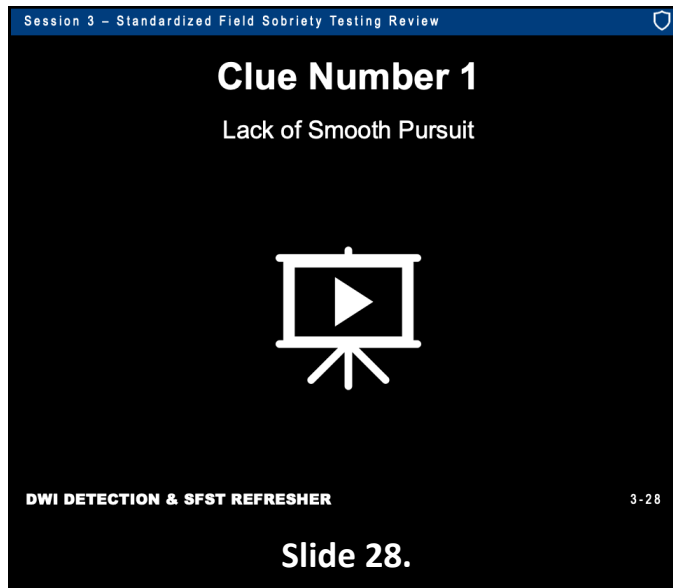 Session 3 – Standardized Field Sobriety Testing Review
Clue Number 1
Lack of Smooth Pursuit
DWI DETECTION & SFST REFRESHER
3-28
Slide 28.